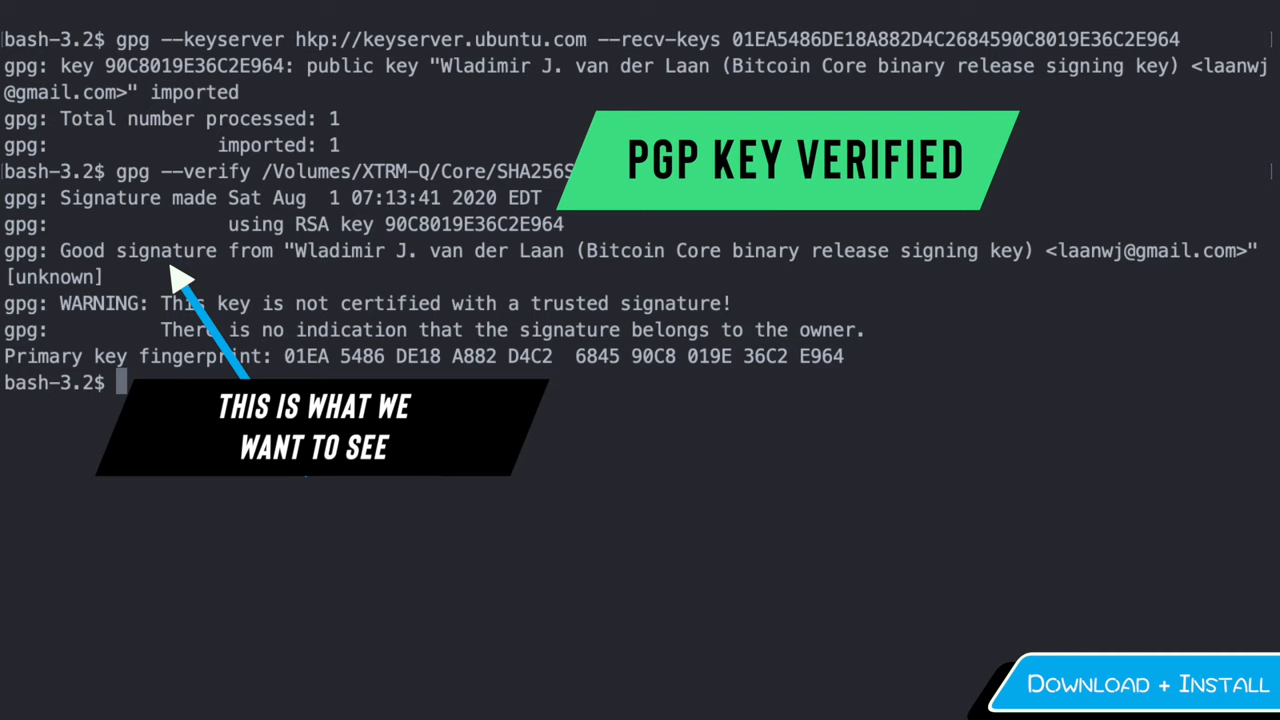 bash-3.2$ gpg --keyserver hkp://keyserver.ubuntu.com --recv-keys 01EA5486DE18A882D4C2684590C8019E36C2E964
gpg: key 90C8019E36C2E964: public key "Wladimir J. van der Laan (Bitcoin Core binary release signing key) <laanwj
@gmail.com>" imported
gpg: Total number processed: 1
gpg:               imported: 1
bash-3.2$ gpg --verify /Volumes/XTRM-Q/Core/SHA256S
gpg: Signature made Sat Aug  1 07:13:41 2020 EDT
gpg:                using RSA key 90C8019E36C2E964
gpg: Good signature from "Wladimir J. van der Laan (Bitcoin Core binary release signing key) <laanwj@gmail.com>"
[unknown]
gpg: WARNING: This key is not certified with a trusted signature!
gpg:          There is no indication that the signature belongs to the owner.
Primary key fingerprint: 01EA 5486 DE18 A882 D4C2  6845 90C8 019E 36C2 E964
bash-3.2$
PGP KEY VERIFIED
THIS IS WHAT WE
WANT TO SEE
DOWNLOAD + INSTALL